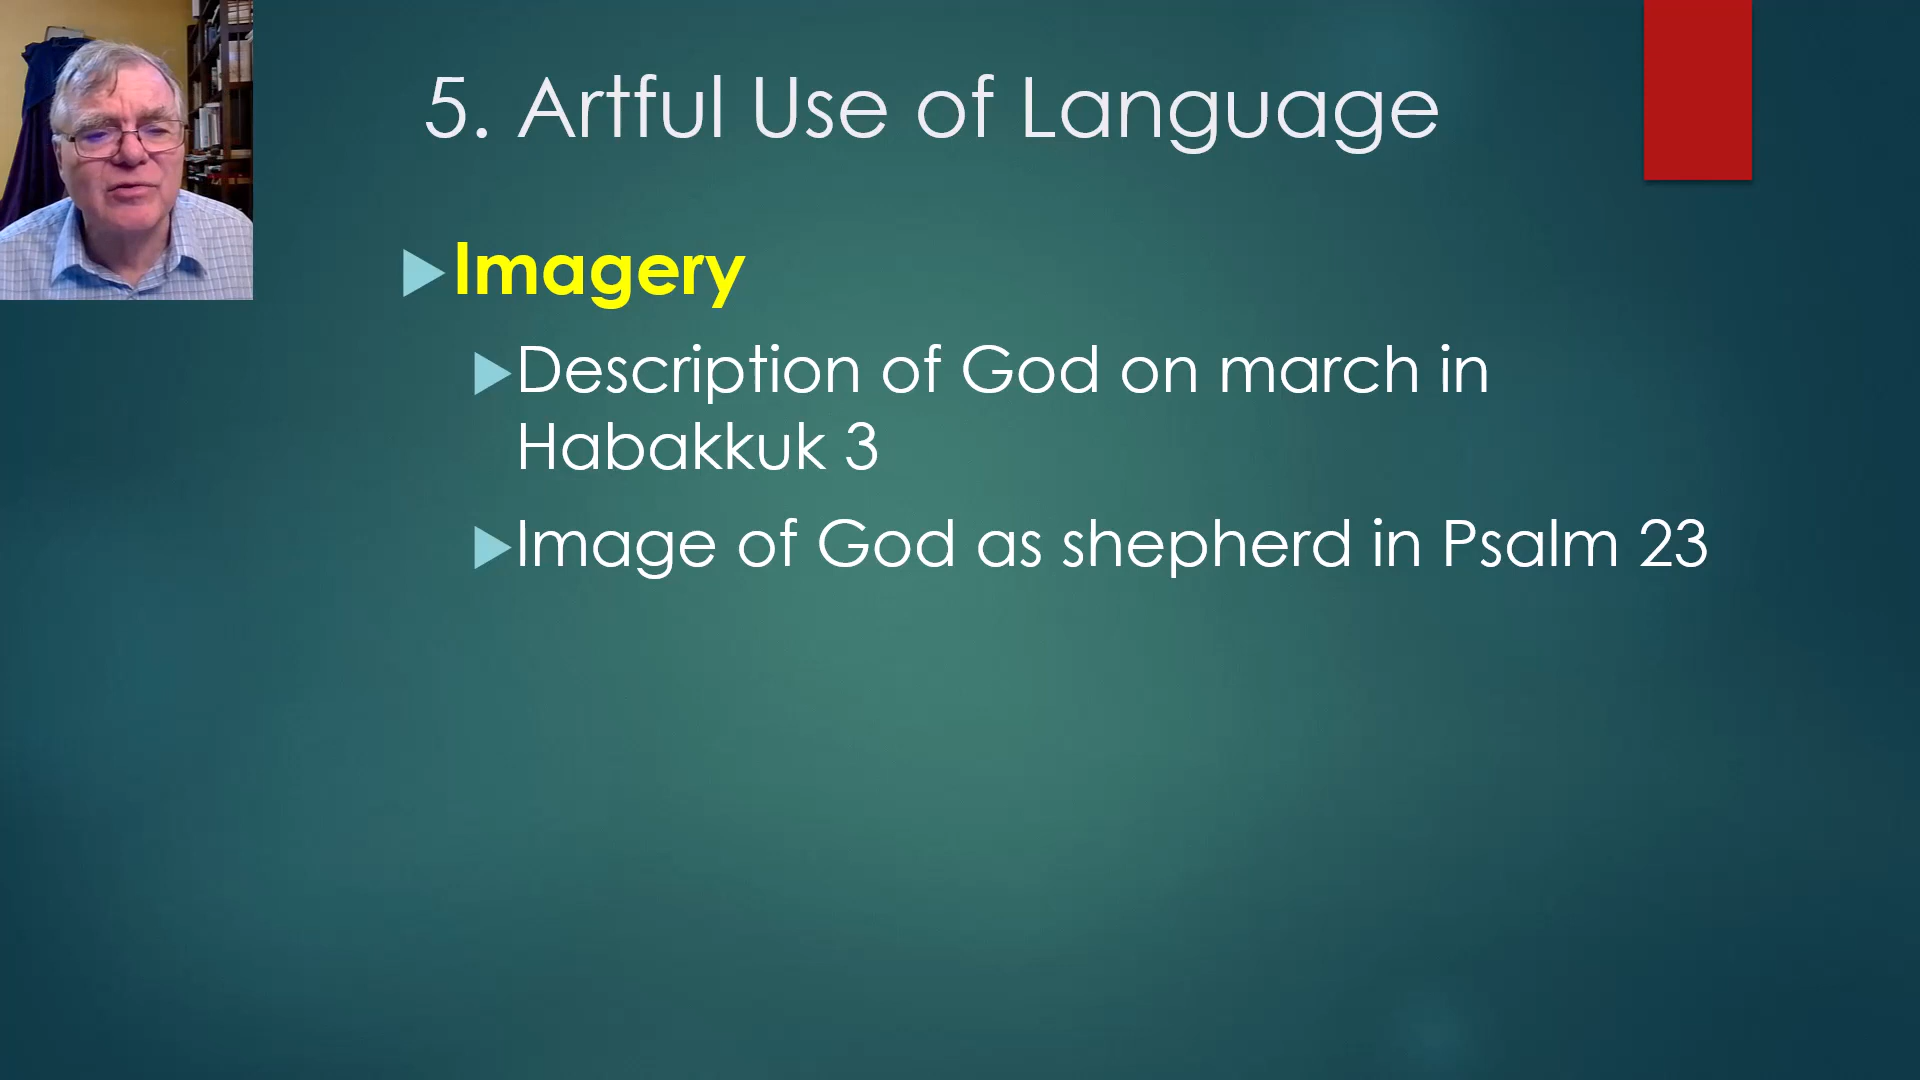 5. Artful Use of Language
Imagery
Description of God on march in
Habakkuk 3
Image of God as shepherd in Psalm 23